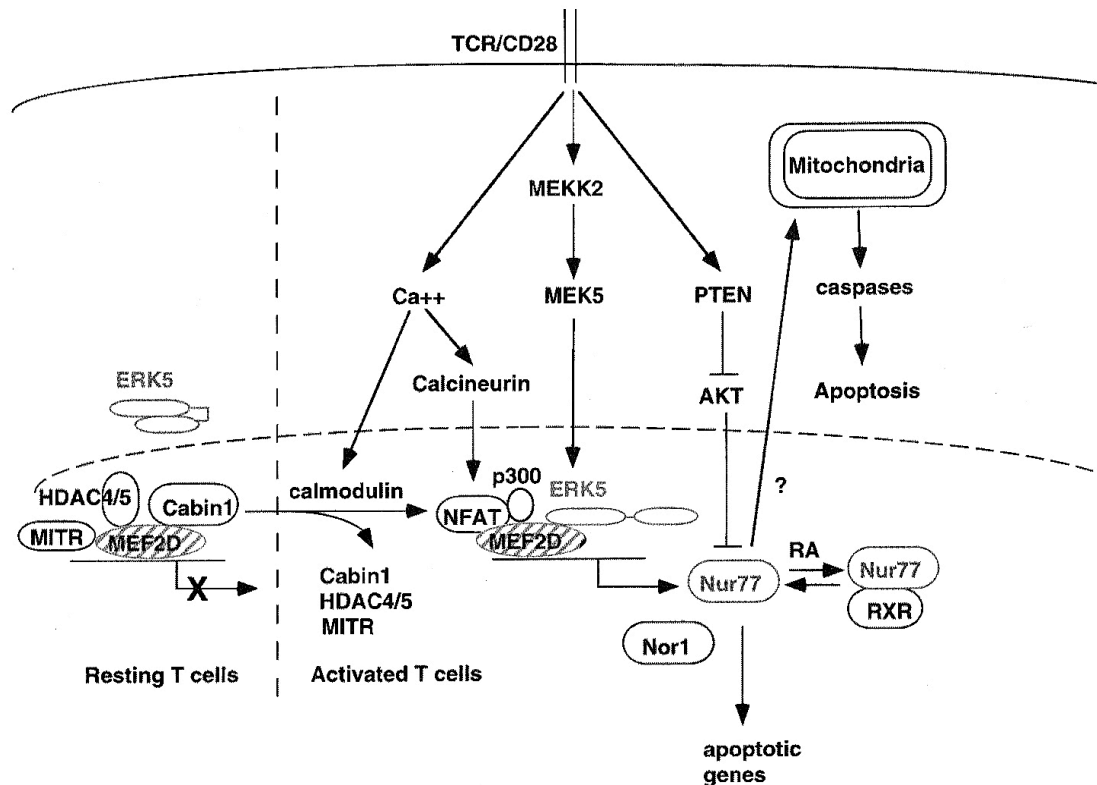 TCR/CD28
Mitochondria
MEKK2
Ca++
MEK5
PTEN
caspases
ERK5
Calcineurin
AKT
Apoptosis
HDAC4/5
Cabin1
calmodulin
p300
ERK5
?
MITR
MEF2D
NFAT
MEF2D
X
Cabin1
HDAC4/5
MITR
Nur77
RA
Nur77
RXR
Nor1
Resting T cells
Activated T cells
apoptotic
genes